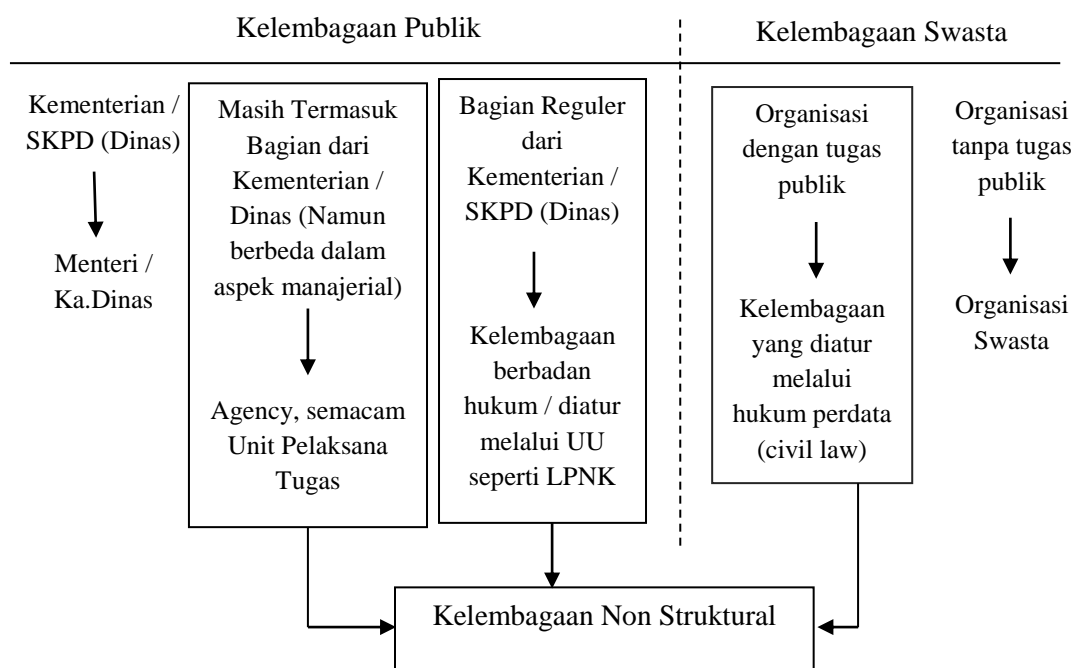 Kelembagaan Publik
Kelembagaan Swasta
Kementerian /
SKPD (Dinas)
Menteri /
Ka.Dinas
Masih Termasuk
Bagian dari
Kementerian /
Dinas (Namun
berbeda dalam
aspek manajerial)
Agency, semacam
Unit Pelaksana
Tugas
Bagian Reguler
dari
Kementerian /
SKPD (Dinas)
Kelembagaan
berbadan
hukum / diatur
melalui UU
seperti LPNK
Organisasi
dengan tugas
publik
Kelembagaan
yang diatur
melalui
hukum perdata
(civil law)
Organisasi
tanpa tugas
publik
Organisasi
Swasta
Kelembagaan Non Struktural